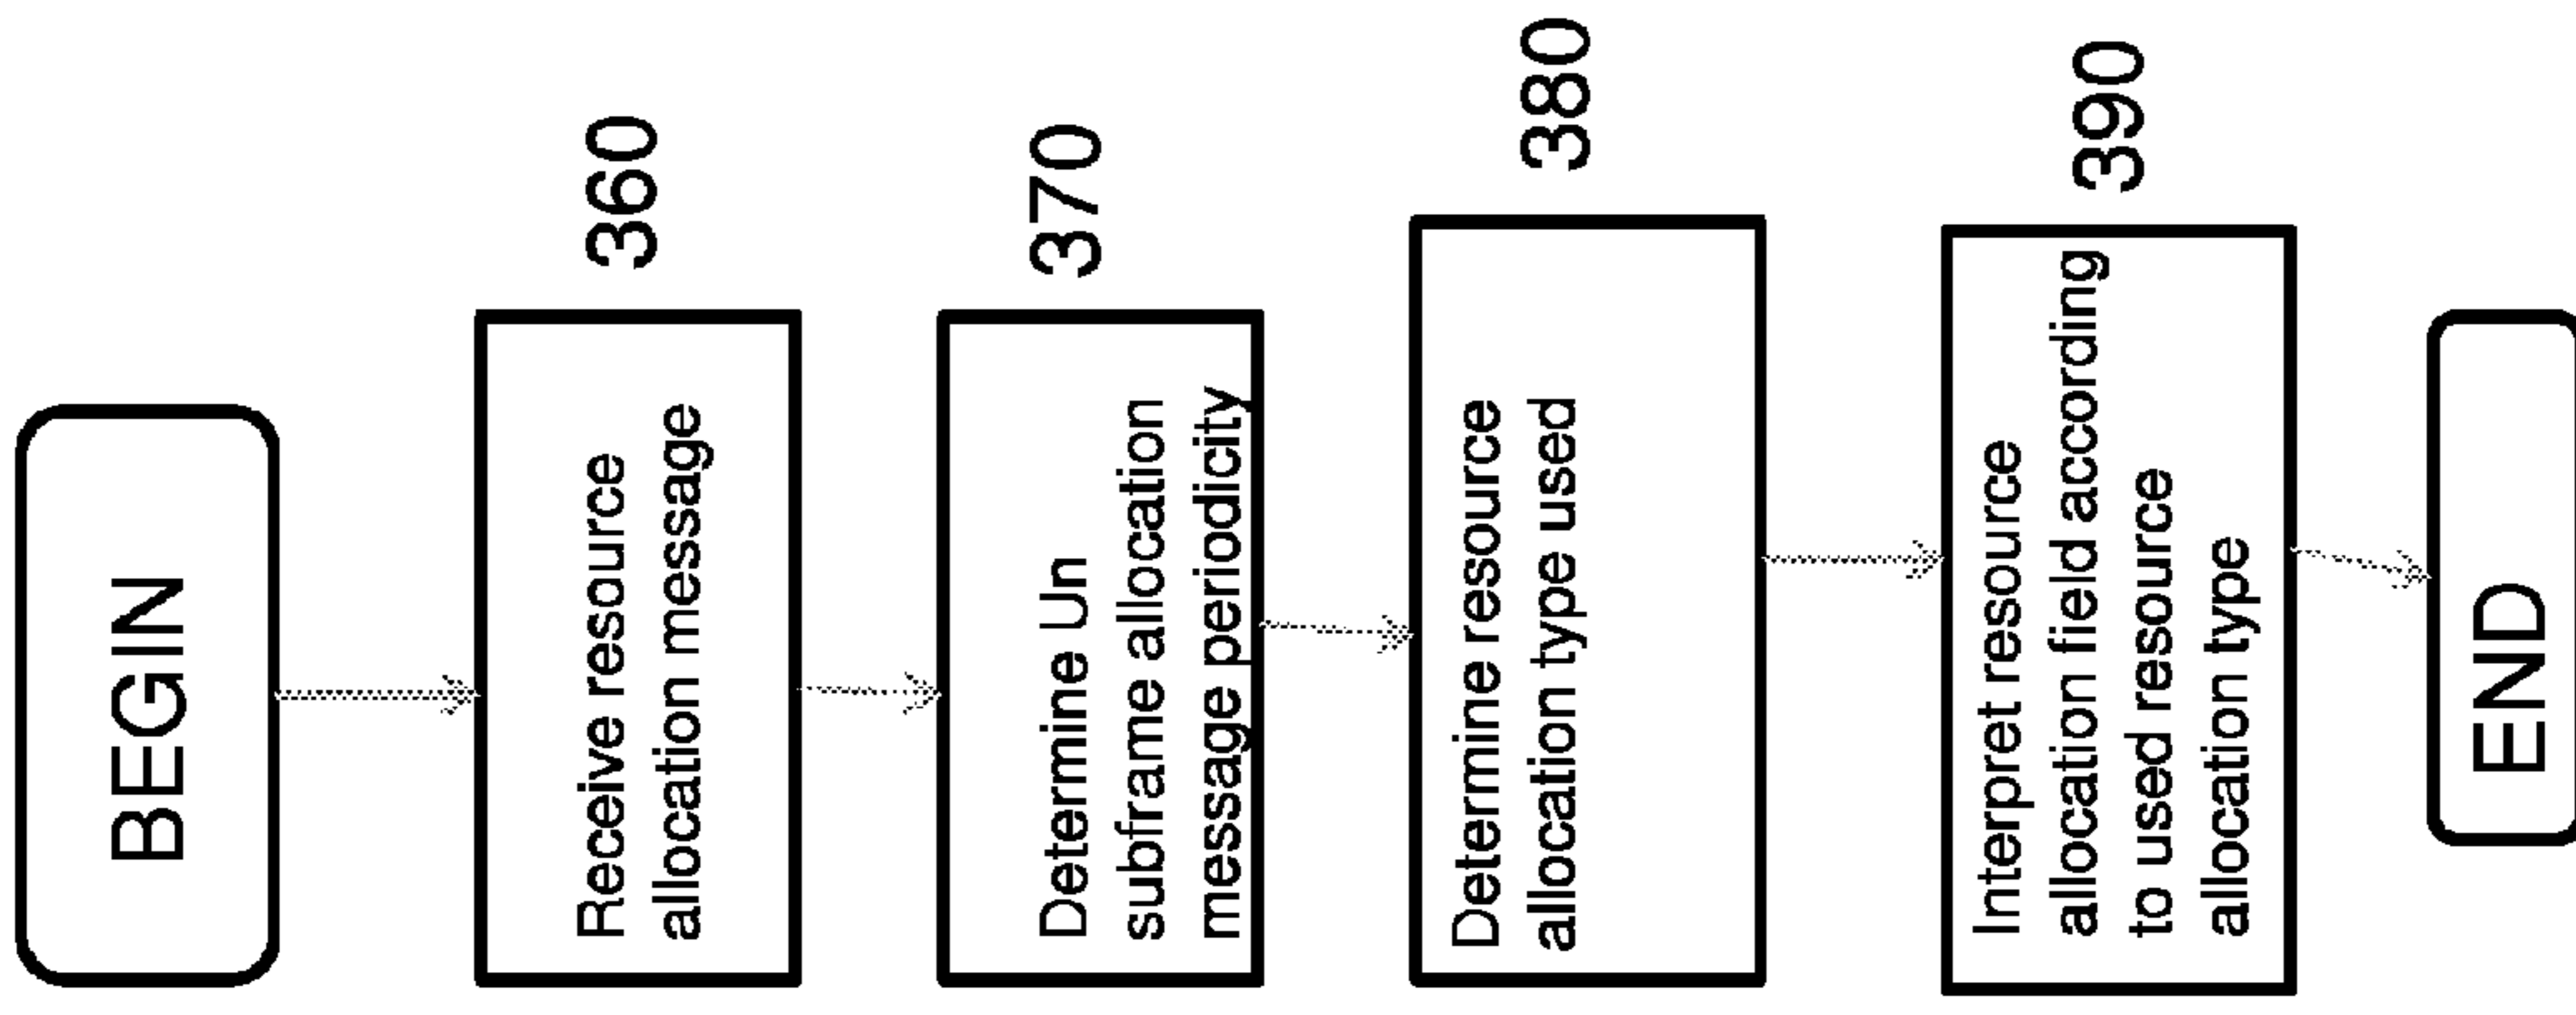 BEGIN
Receive resource
allocation message
360
Determine Un
subframe allocation
message periodicity
370
Determine resource
allocation type used
380
Interpret resource
allocation field according
to used resource
allocation type
390
END